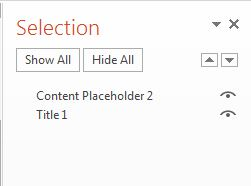 Selection
Show All Hide All
Content Placeholder 2
Title 1